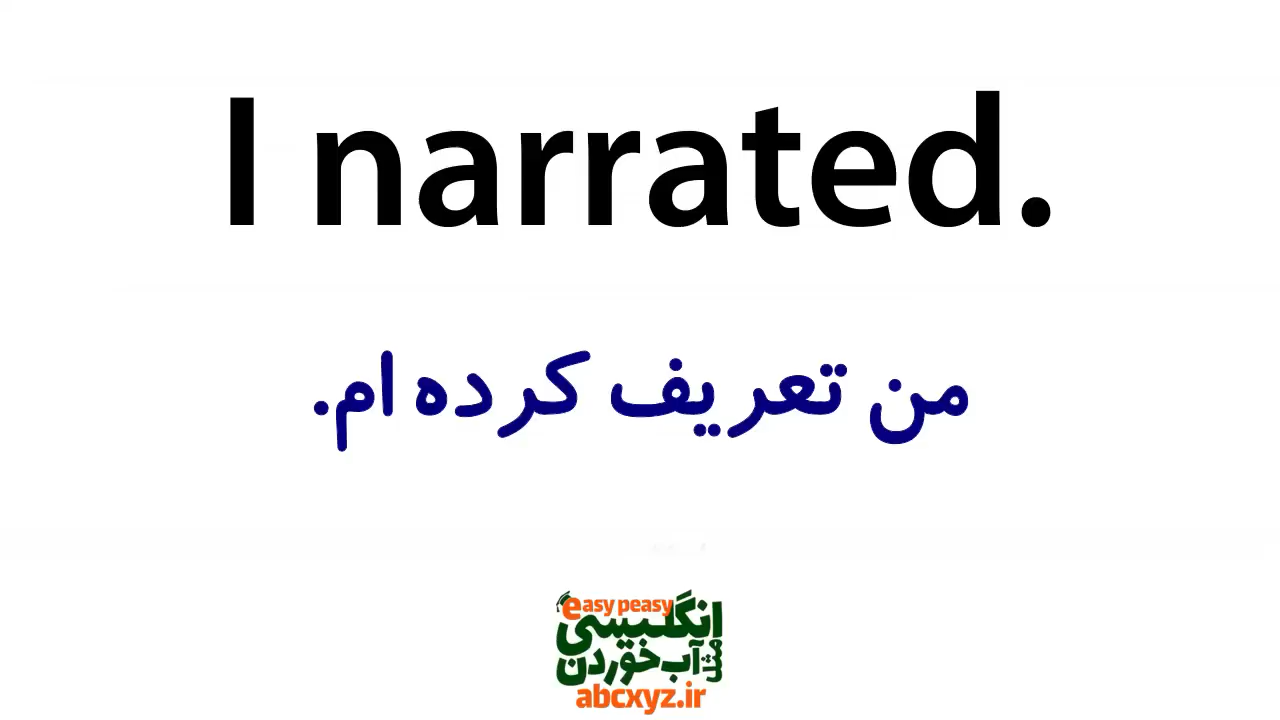 I narrated.
من تعریف کرده ام.
easy peasy
انگلیسی
مثل آب خوردن
abcxyz.ir